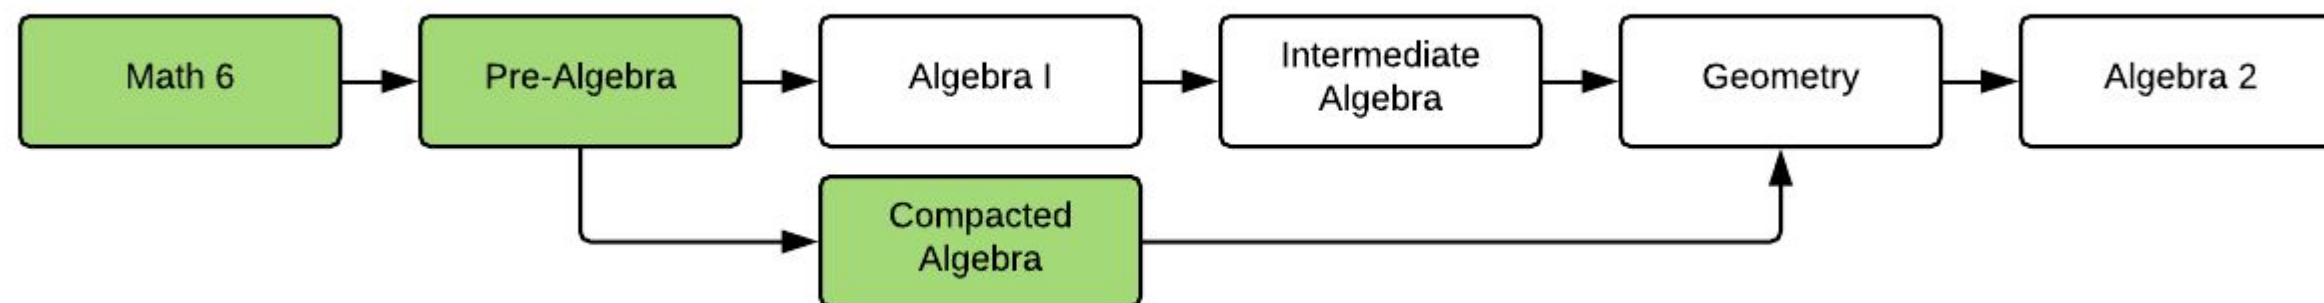 Math 6
Pre-Algebra
Algebra I
Intermediate
Algebra
Geometry
Algebra 2
Compacted
Algebra